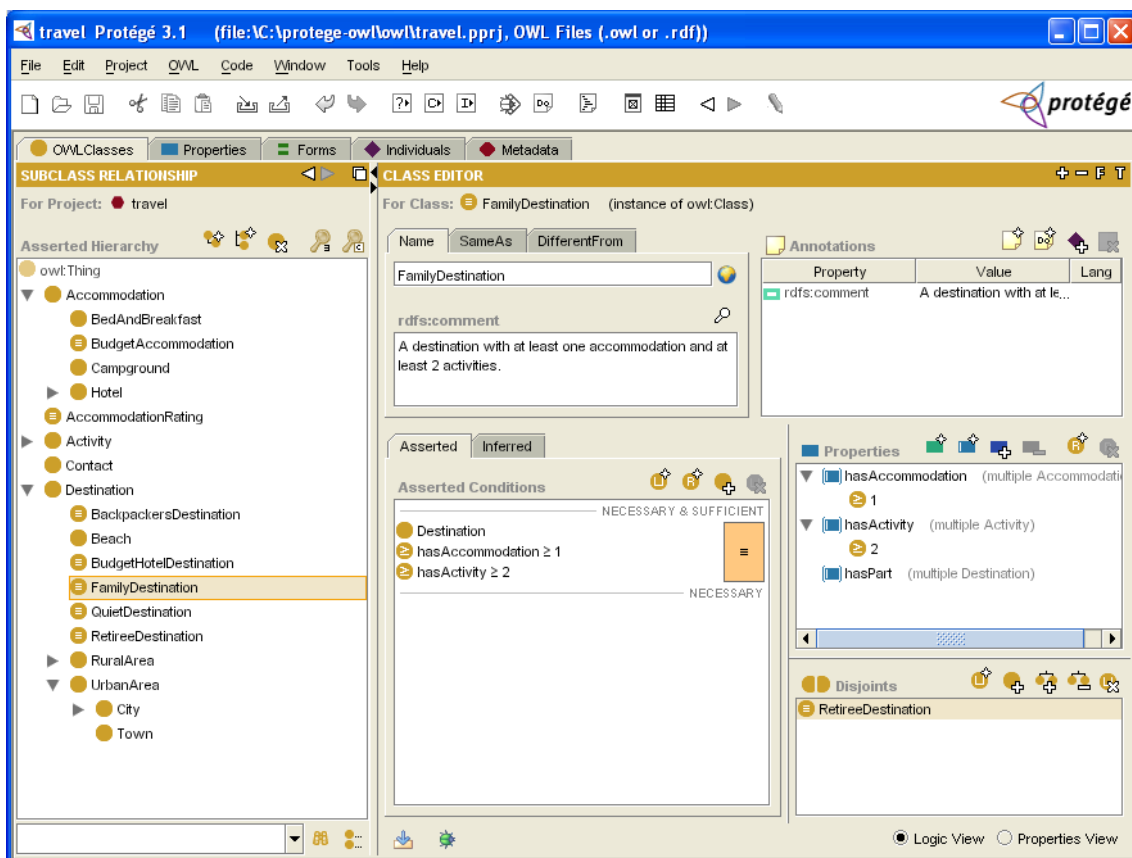 travel Protégé 3.1 (file:\C:\protege-owl\owl\travel.pprj, OWL Files (.owl or .rdf))
File Edit Project OWL Code Window Tools Help
protégé
OWLClasses Properties Forms Individuals Metadata
SUBCLASS RELATIONSHIP
For Project: travel
Asserted Hierarchy
owl:Thing
Accommodation
BedAndBreakfast
BudgetAccommodation
Campground
Hotel
AccommodationRating
Activity
Contact
Destination
BackpackersDestination
Beach
BudgetHotelDestination
FamilyDestination
QuietDestination
RetireeDestination
RuralArea
UrbanArea
City
Town
CLASS EDITOR
F T
For Class: FamilyDestination (instance of owl:Class)
Name SameAs DifferentFrom
FamilyDestination
rdfs:comment
A destination with at least one accommodation and at
least 2 activities.
Annotations
Property Value Lang
rdfs:comment A destination with at le...
Asserted Inferred
Asserted Conditions
NECESSARY & SUFFICIENT
Destination
hasAccommodation ≥ 1
hasActivity ≥ 2
NECESSARY
Properties
hasAccommodation (multiple Accommodati
≥ 1
hasActivity (multiple Activity)
≥ 2
hasPart (multiple Destination)
Disjoints
RetireeDestination
Logic View Properties View